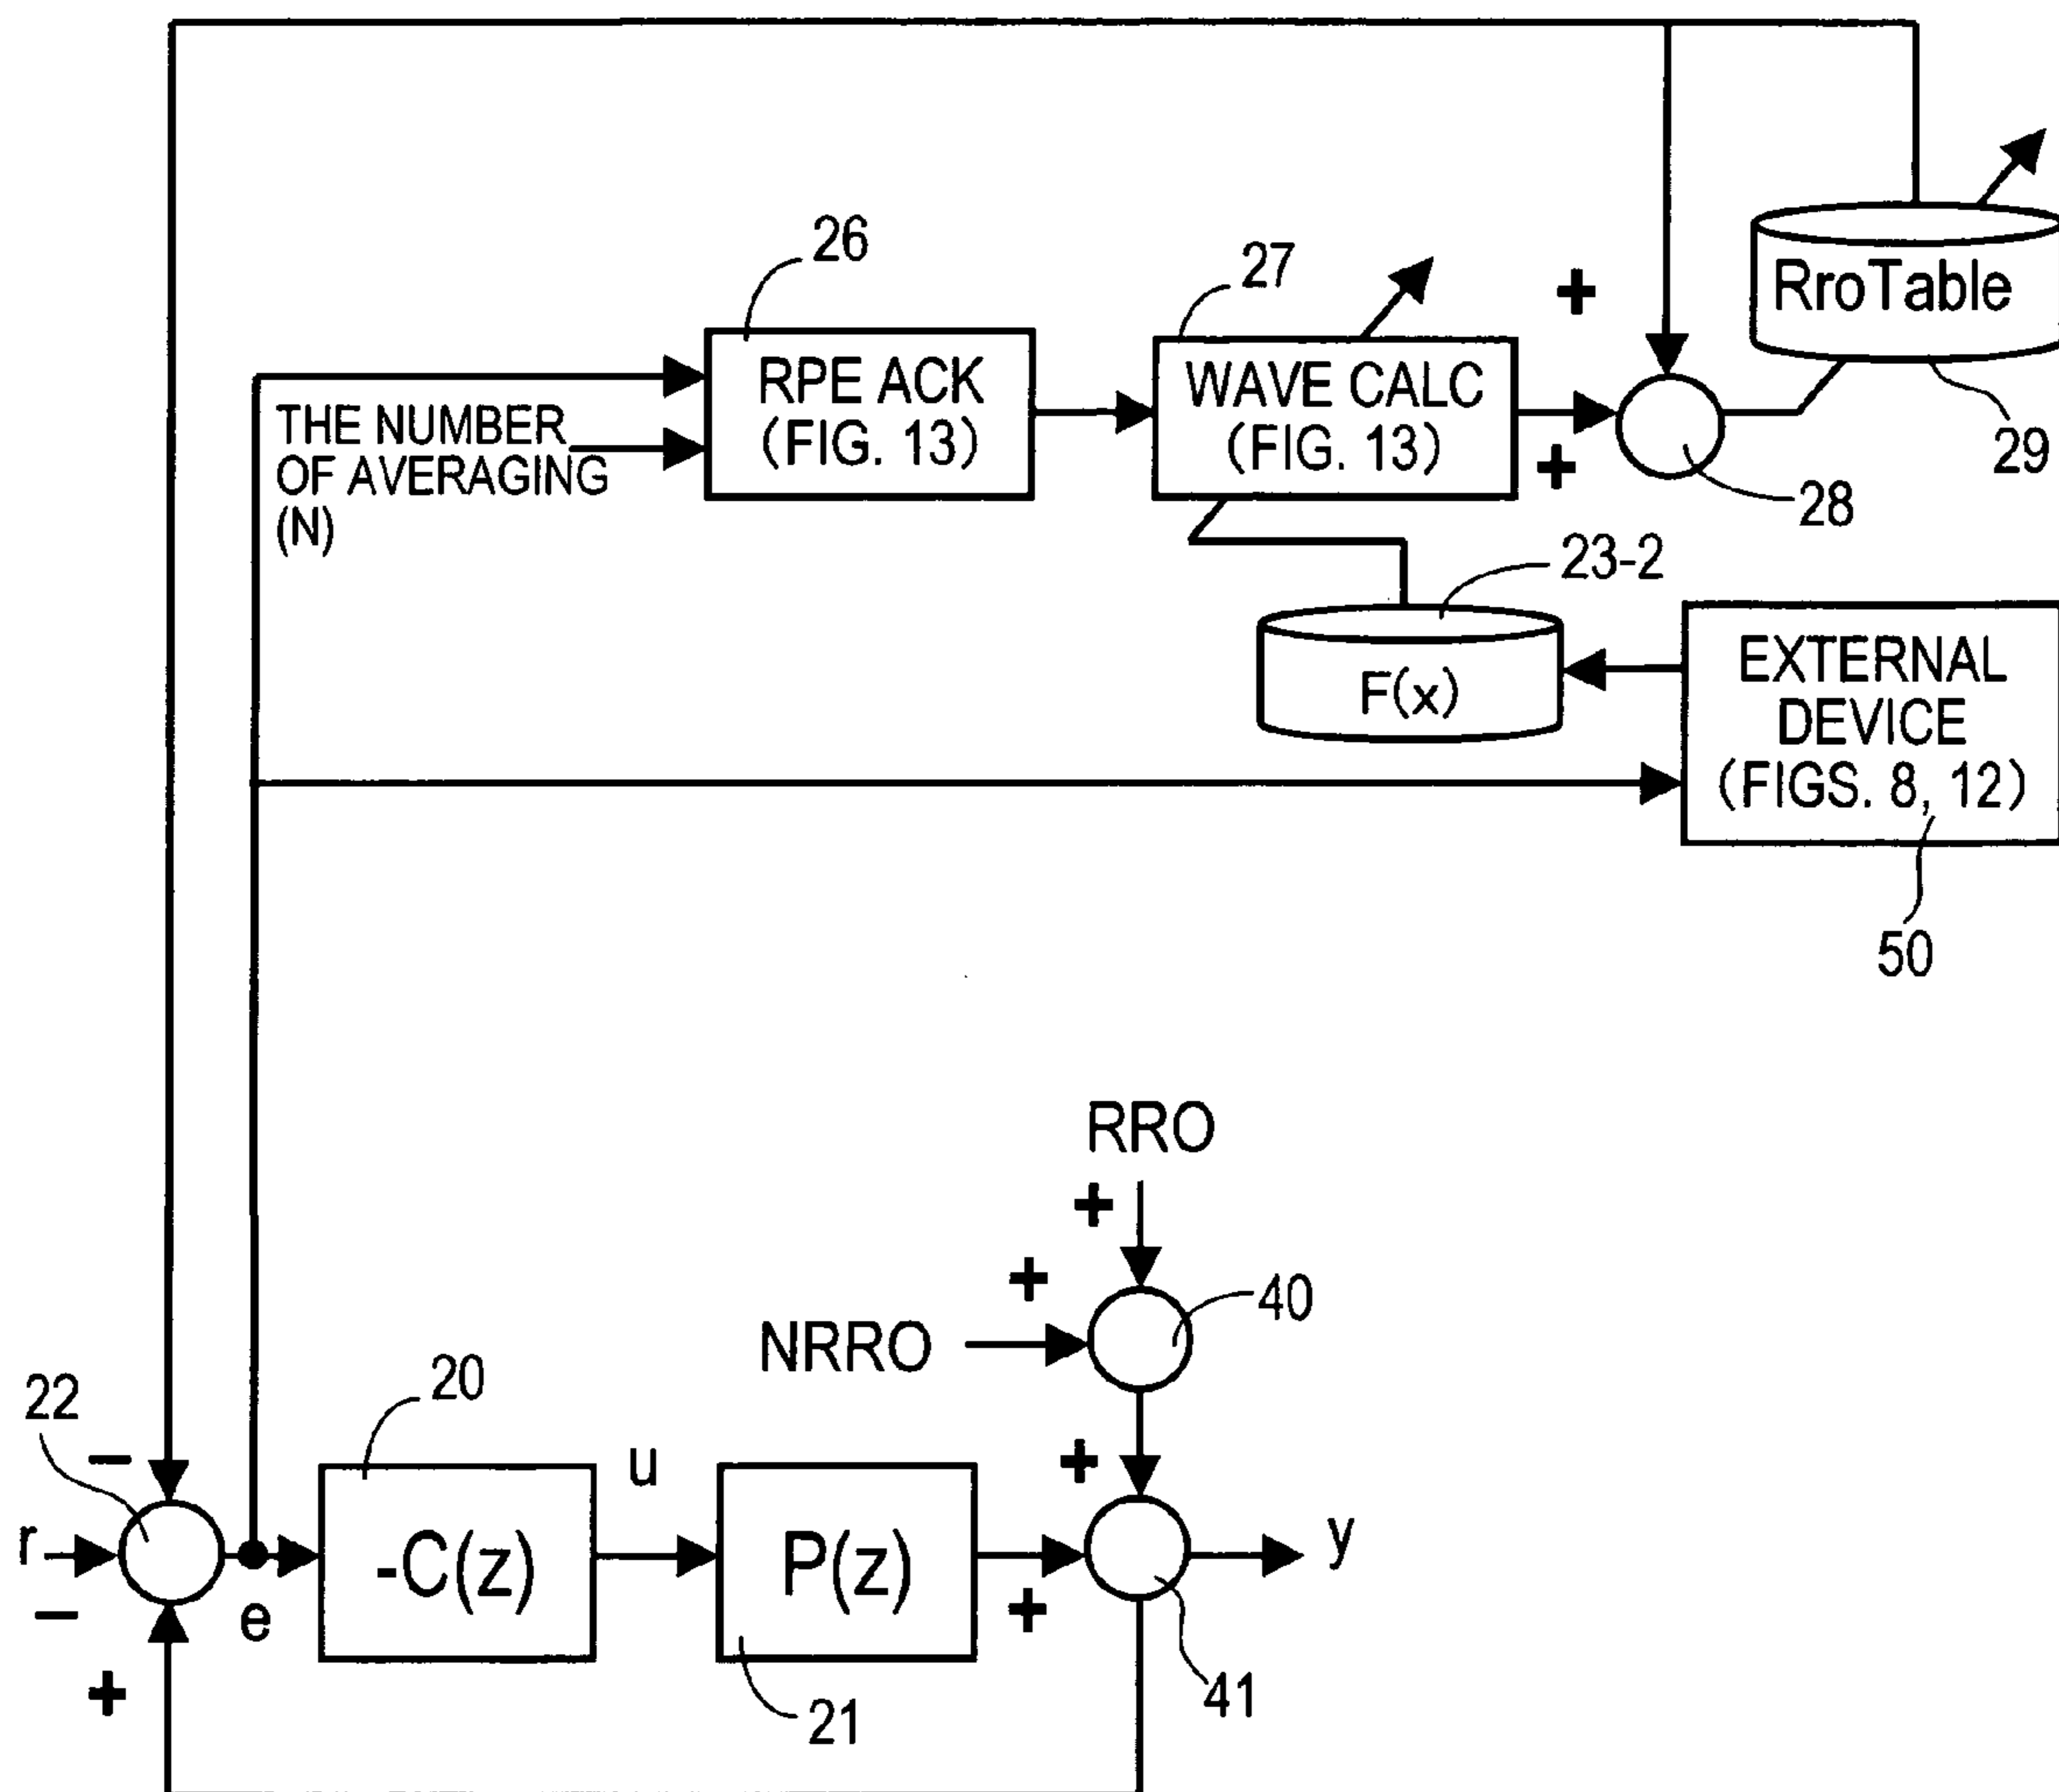 26
27
+
RroTable
RPE ACK
(FIG. 13)
WAVE CALC
(FIG. 13)
THE NUMBER
OF AVERAGING
(N)
+
28
29
23-2
F(x)
EXTERNAL
DEVICE
(FIGS. 8, 12)
50
RRO
+
+
NRRO
40
22
20
u
+
−
r
-C(z)
P(z)
y
−
e
+
+
21
41